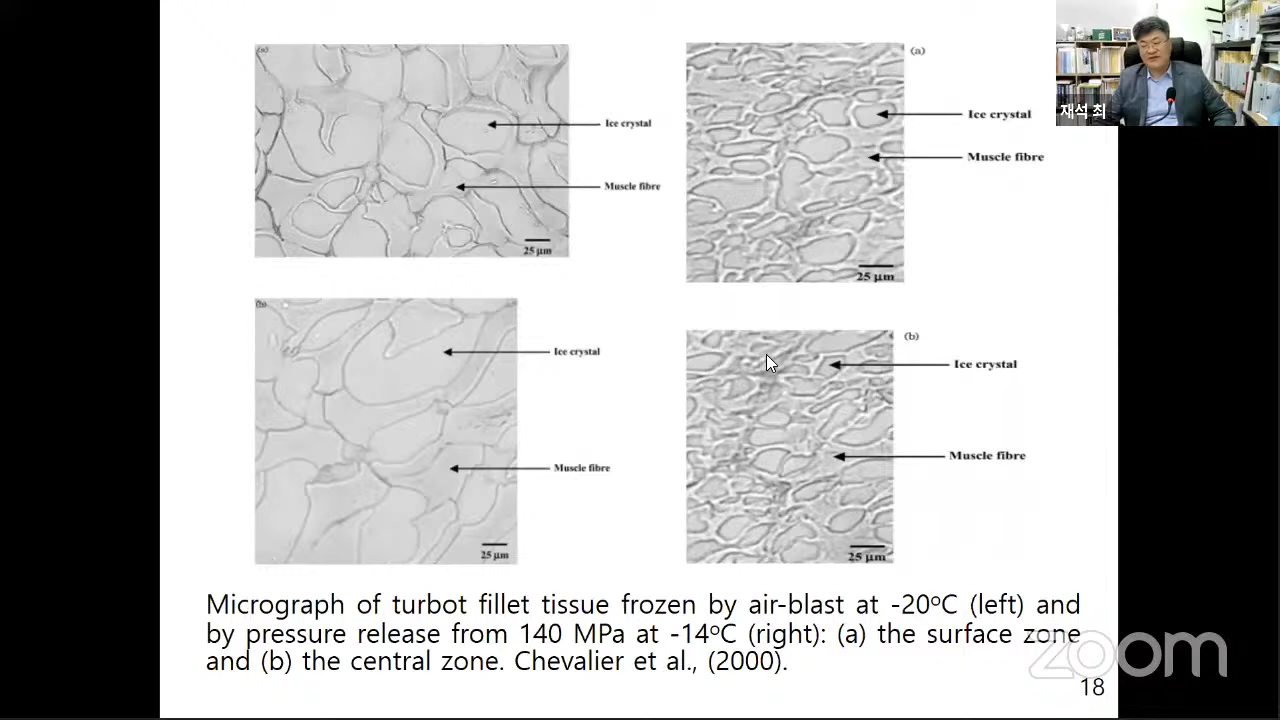 (a)
Ice crystal
Muscle fibre
25 µm
(a)
Ice crystal
Muscle fibre
25 µm
재석 최
(b)
Ice crystal
Muscle fibre
25 µm
(b)
Ice crystal
Muscle fibre
25 µm
Micrograph of turbot fillet tissue frozen by air-blast at -20ºC (left) and
by pressure release from 140 MPa at -14ºC (right): (a) the surface zone
and (b) the central zone. Chevalier et al., (2000).
zoom
18